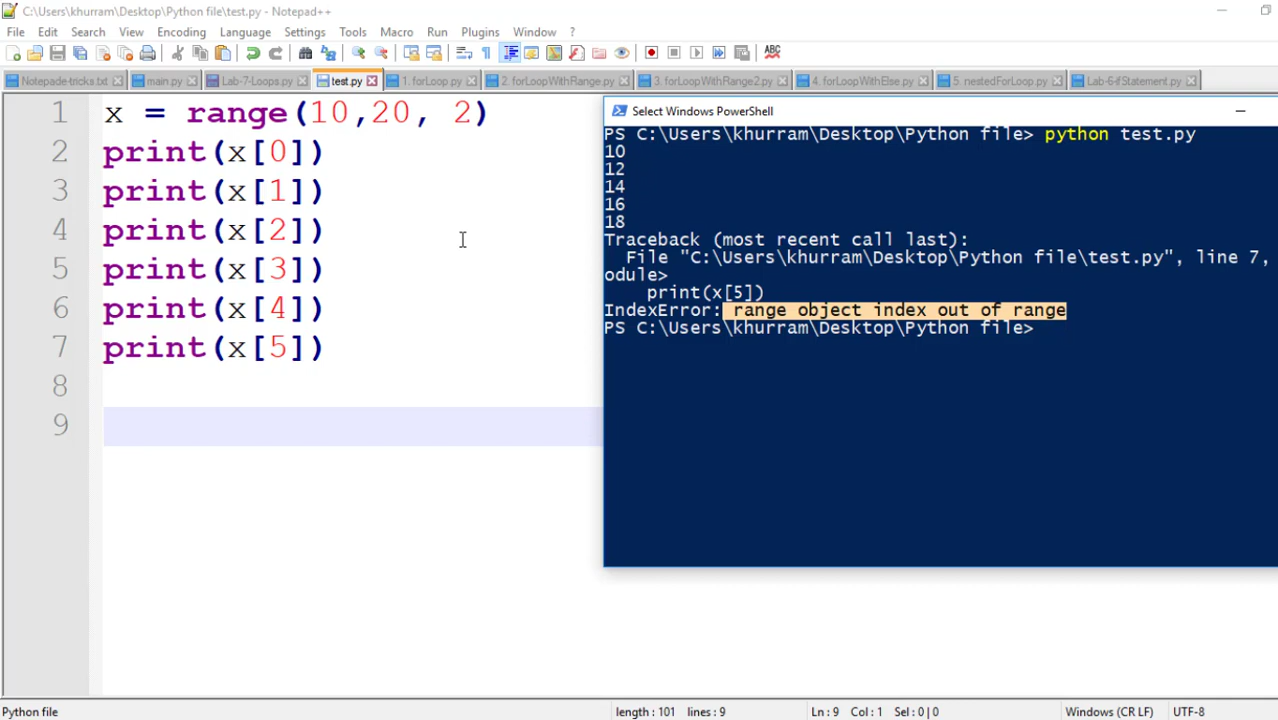 C:\Users\khurram\Desktop\Python file\test.py - Notepad++
File Edit Search View Encoding Language Settings Tools Macro Run Plugins Window ?
ABC
Notepade-tricks.txt main.py Lab-7-Loops.py test.py 1. forLoop.py 2. forLoopWithRange.py 3. forLoopWithRange2.py 4. forLoopWithElse.py 5. nestedForLoop.py Lab-6-ifStatement.py
1 x = range(10,20, 2)
2 print(x[0])
3 print(x[1])
4 print(x[2])
5 print(x[3])
6 print(x[4])
7 print(x[5])
8
9
Select Windows PowerShell
PS C:\Users\khurram\Desktop\Python file> python test.py
10
12
14
16
18
Traceback (most recent call last):
  File "C:\Users\khurram\Desktop\Python file\test.py", line 7,
odule>
    print(x[5])
IndexError: range object index out of range
PS C:\Users\khurram\Desktop\Python file>
Python file length : 101 lines : 9 Ln : 9 Col : 1 Sel : 0 | 0 Windows (CR LF) UTF-8